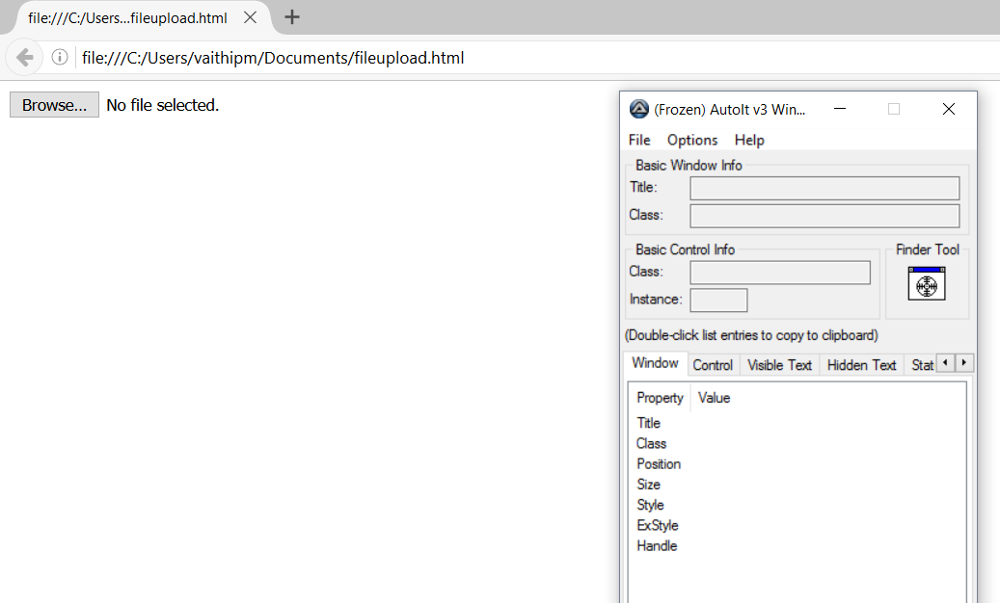 file:///C:/Users...fileupload.html
file:///C:/Users/vaithipm/Documents/fileupload.html
Browse... No file selected.
(Frozen) AutoIt v3 Win...
File Options Help
Basic Window Info
Title:
Class:
Basic Control Info
Finder Tool
Class:
Instance:
(Double-click list entries to copy to clipboard)
Window Control Visible Text Hidden Text Stat
Property Value
Title
Class
Position
Size
Style
ExStyle
Handle